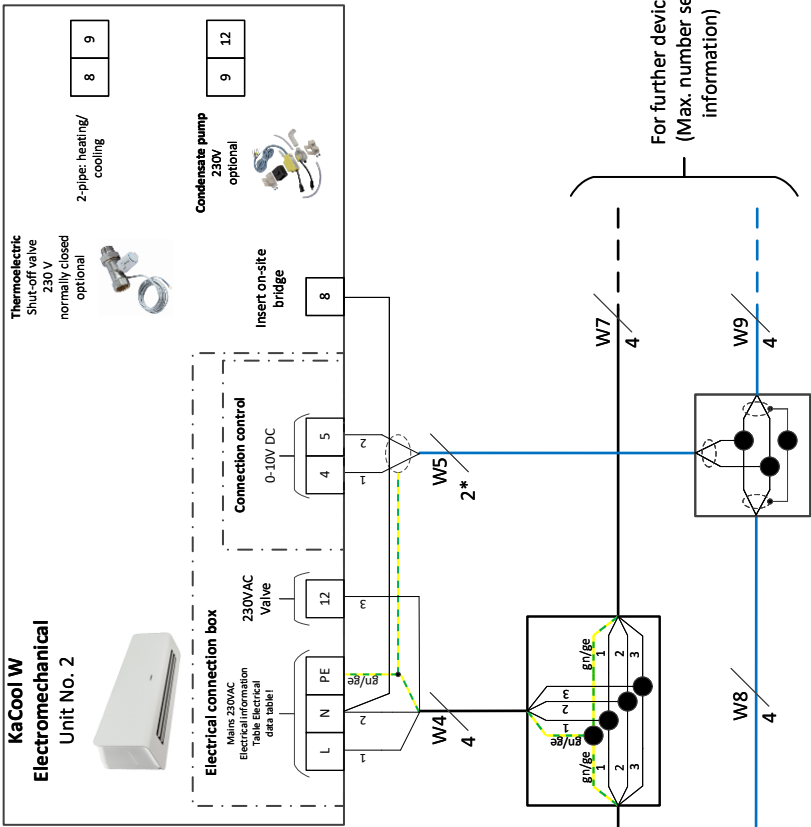 KaCool W
Electromechanical
Unit No. 2
Thermoelectric
Shut-off valve
230 V
normally closed
optional
2-pipe: heating/
cooling
8
9
Condensate pump
230V
optional
9
12
Insert on-site
bridge
8
Electrical connection box
Mains 230VAC
Electrical information
Table Electrical
data table!
L
N
PE
230VAC
Valve
12
Connection control
0-10V DC
4
5
1
2
gn/ge
3
1
2
W4
4
W5
2*
gn/ge
1
2
3
gn/ge
1
2
3
gn/ge
1
2
3
W7
4
W8
4
W9
4
For further devic
(Max. number se
information)